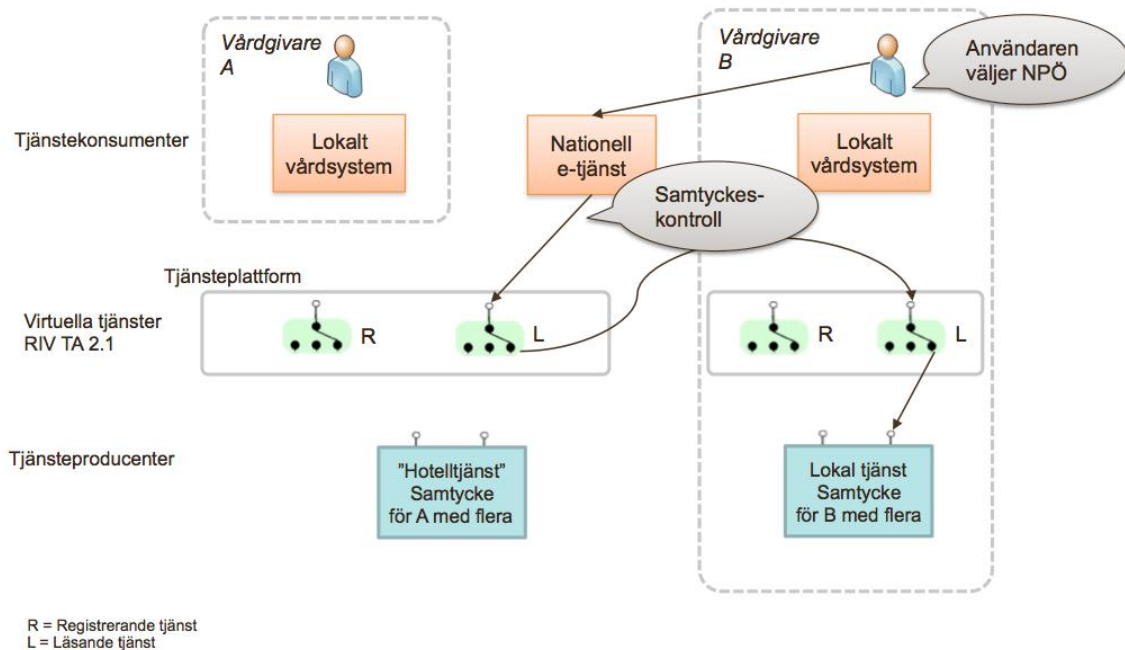 Vårdgivare
A
Vårdgivare
B
Användaren
väljer NPÖ
Tjänstekonsumenter
Lokalt
vårdsystem
Nationell
e-tjänst
Lokalt
vårdsystem
Samtyckes-
kontroll
Tjänsteplattform
Virtuella tjänster
RIV TA 2.1
R
L
R
L
Tjänsteproducenter
”Hotelltjänst”
Samtycke
för A med flera
Lokal tjänst
Samtycke
för B med flera
R = Registrerande tjänst
L = Läsande tjänst